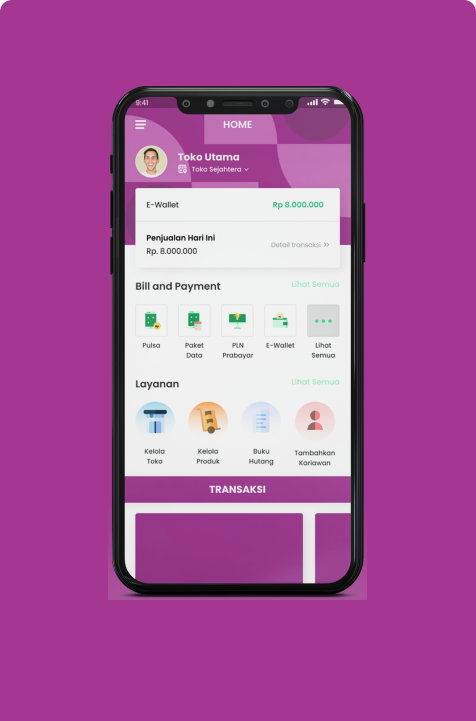 9:41
HOME
Toko Utama
Toko Sejahtera
E-Wallet
Rp 8.000.000
Penjualan Hari Ini
Rp. 8.000.000
Detail transaksi »
Bill and Payment
Lihat Semua
Pulsa
Paket
Data
PLN
Prabayar
E-Wallet
Lihat
Semua
Layanan
Lihat Semua
Kelola
Toko
Kelola
Produk
Buku
Hutang
Tambahkan
Kariawan
TRANSAKSI